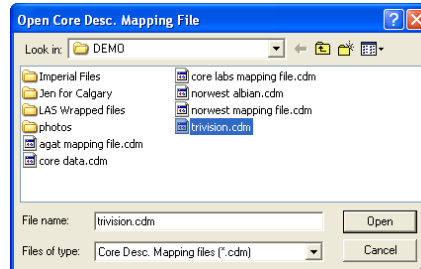 Open Core Desc. Mapping File
Look in: DEMO
Imperial Files
Jen for Calgary
LAS Wrapped files
photos
agat mapping file.cdm
core data.cdm
core labs mapping file.cdm
norwest albian.cdm
norwest mapping file.cdm
trivision.cdm
File name: trivision.cdm Open
Files of type: Core Desc. Mapping files (*.cdm) Cancel